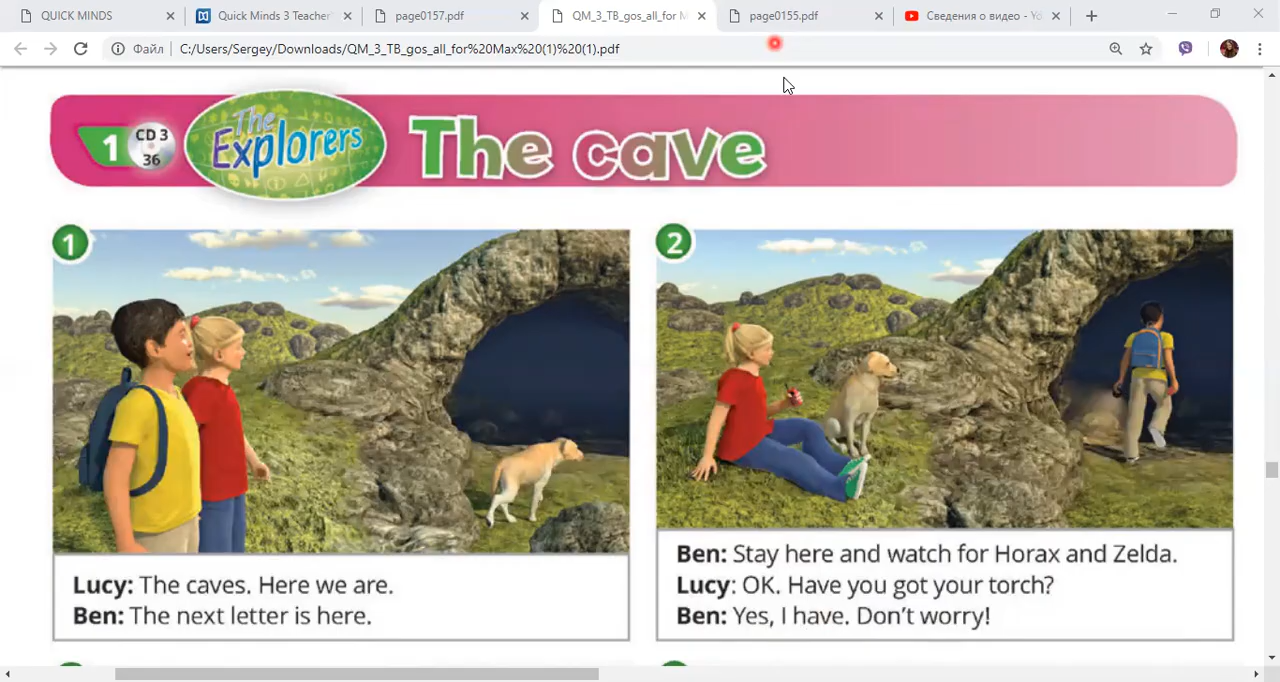 QUICK MINDS
Quick Minds 3 Teacher'
page0157.pdf
QM_3_TB_gos_all_for M
page0155.pdf
Сведения о видео - Yo
Файл
C:/Users/Sergey/Downloads/QM_3_TB_gos_all_for%20Max%20(1)%20(1).pdf
1
CD 3
36
The
Explorers
The cave
1
2
Lucy: The caves. Here we are.
Ben: The next letter is here.
Ben: Stay here and watch for Horax and Zelda.
Lucy: OK. Have you got your torch?
Ben: Yes, I have. Don't worry!